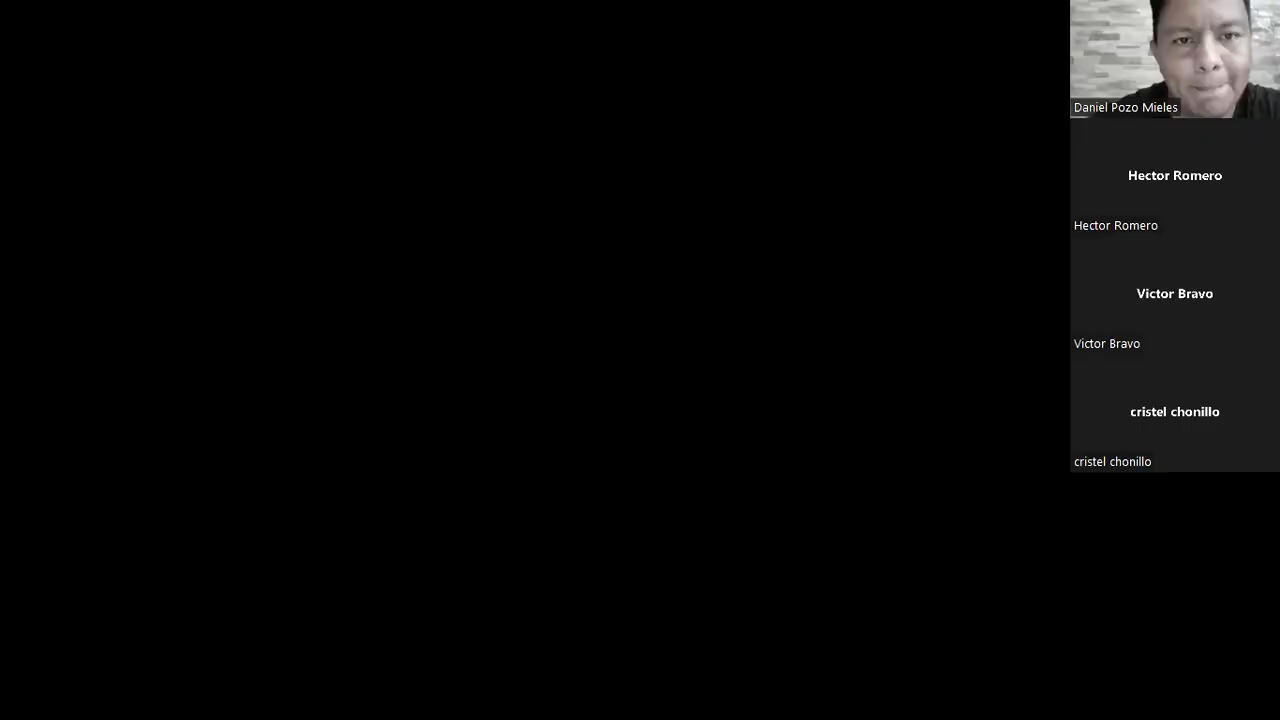 Daniel Pozo Mieles
Hector Romero
Hector Romero
Victor Bravo
Victor Bravo
cristel chonillo
cristel chonillo